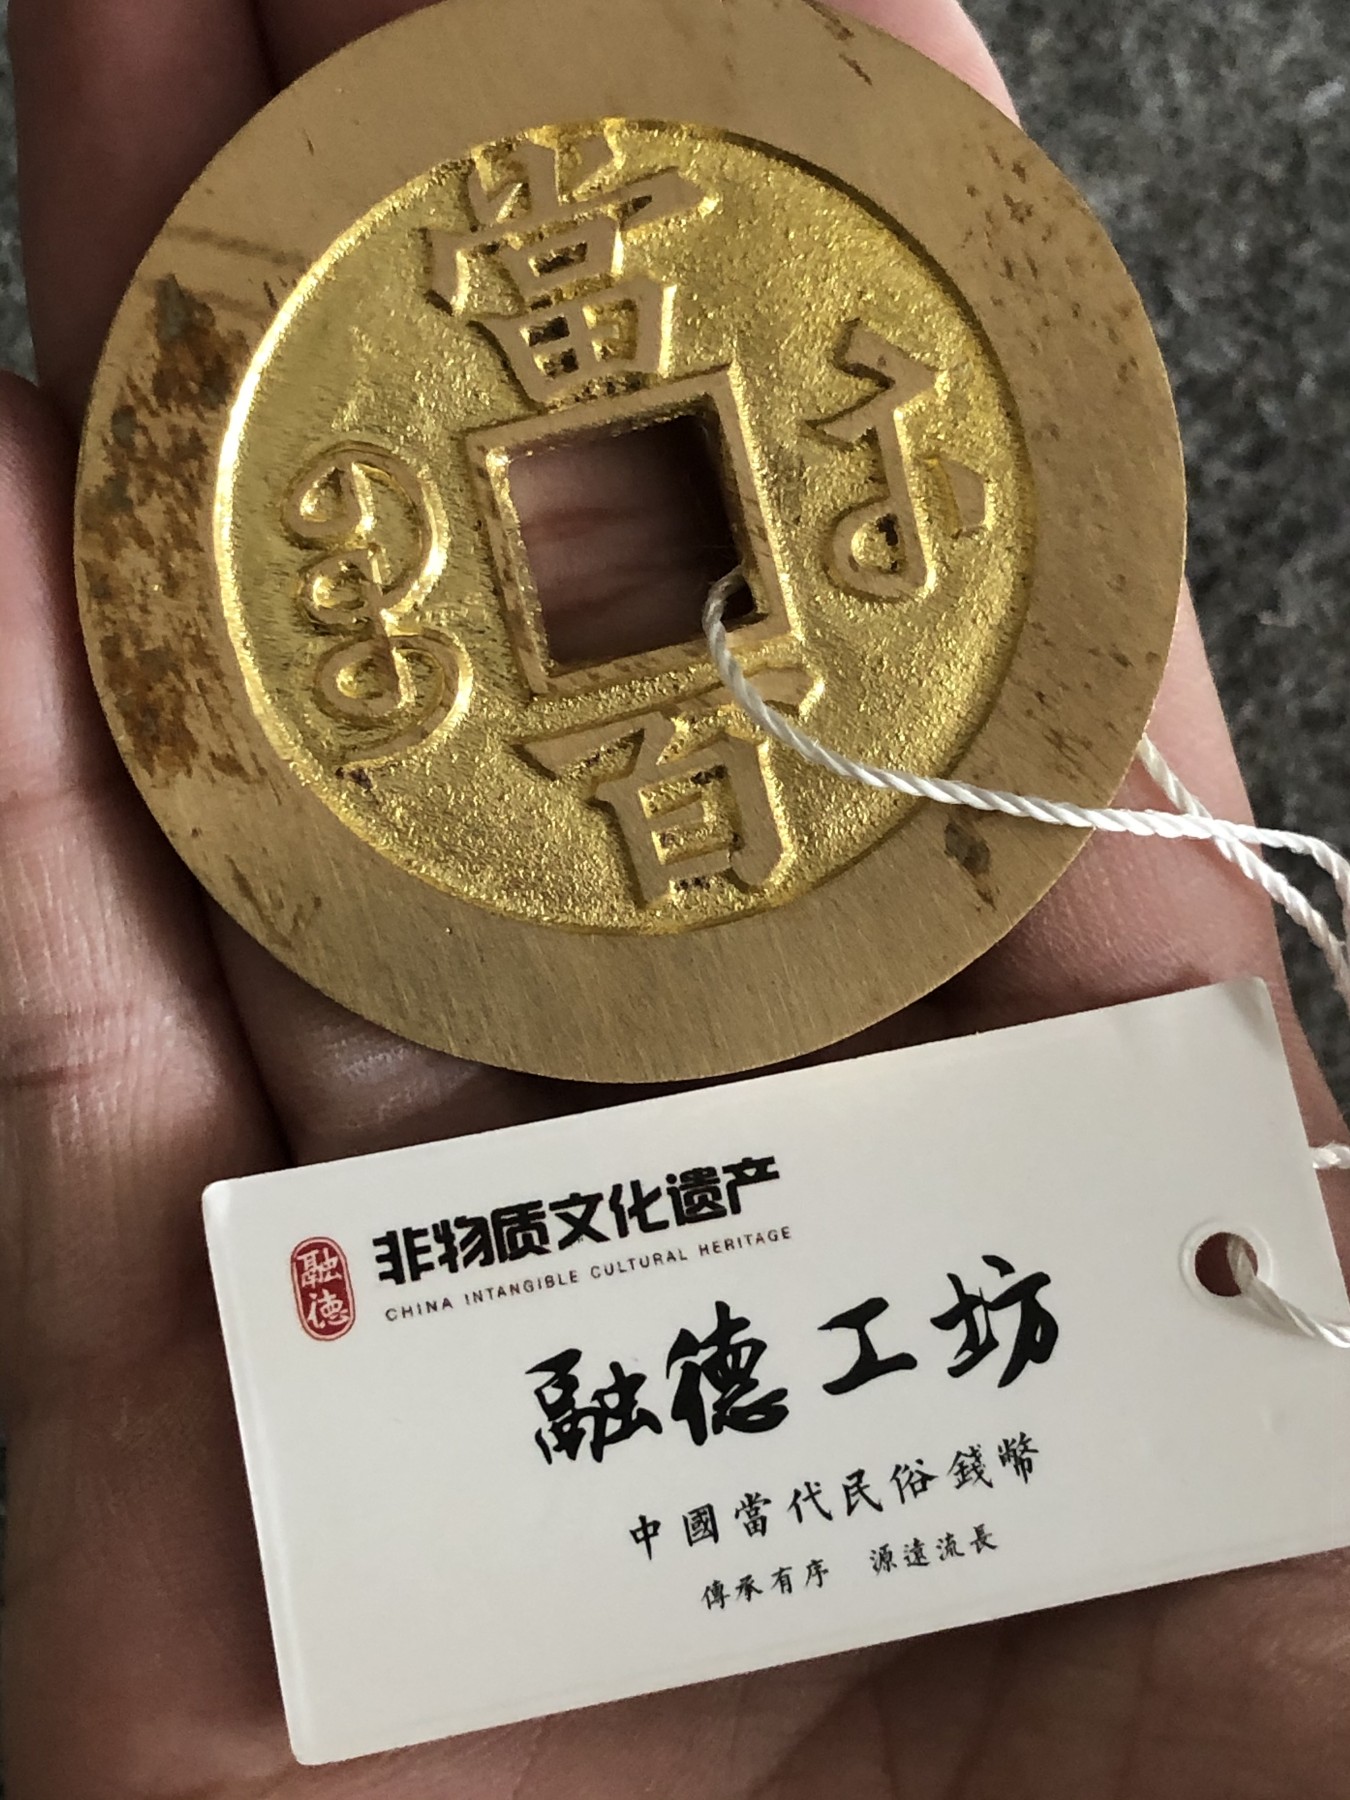 當
百
融德
非物质文化遗产
CHINA INTANGIBLE CULTURAL HERITAGE
融德工坊
中國當代民俗錢幣
傳承有序 源遠流長